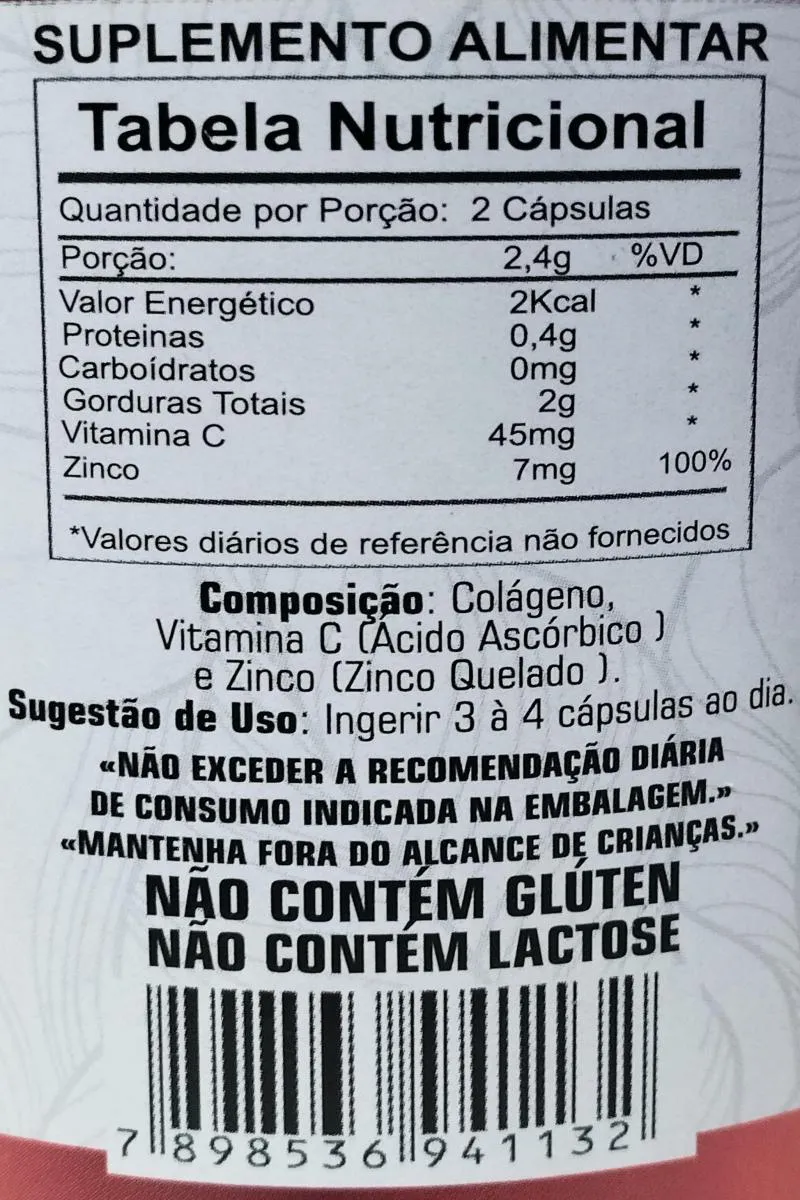 SUPLEMENTO ALIMENTAR
Tabela Nutricional
Quantidade por Porção: 2 Cápsulas
Porção: 2,4g %VD
Valor Energético 2Kcal *
Proteinas 0,4g *
Carboídratos 0mg *
Gorduras Totais 2g *
Vitamina C 45mg *
Zinco 7mg 100%
*Valores diários de referência não fornecidos
Composição: Colágeno,
Vitamina C (Ácido Ascórbico )
e Zinco (Zinco Quelado ).
Sugestão de Uso: Ingerir 3 à 4 cápsulas ao dia.
«NÃO EXCEDER A RECOMENDAÇÃO DIÁRIA
DE CONSUMO INDICADA NA EMBALAGEM.»
«MANTENHA FORA DO ALCANCE DE CRIANÇAS.»
NÃO CONTÉM GLÚTEN
NÃO CONTÉM LACTOSE
7 898536 941132